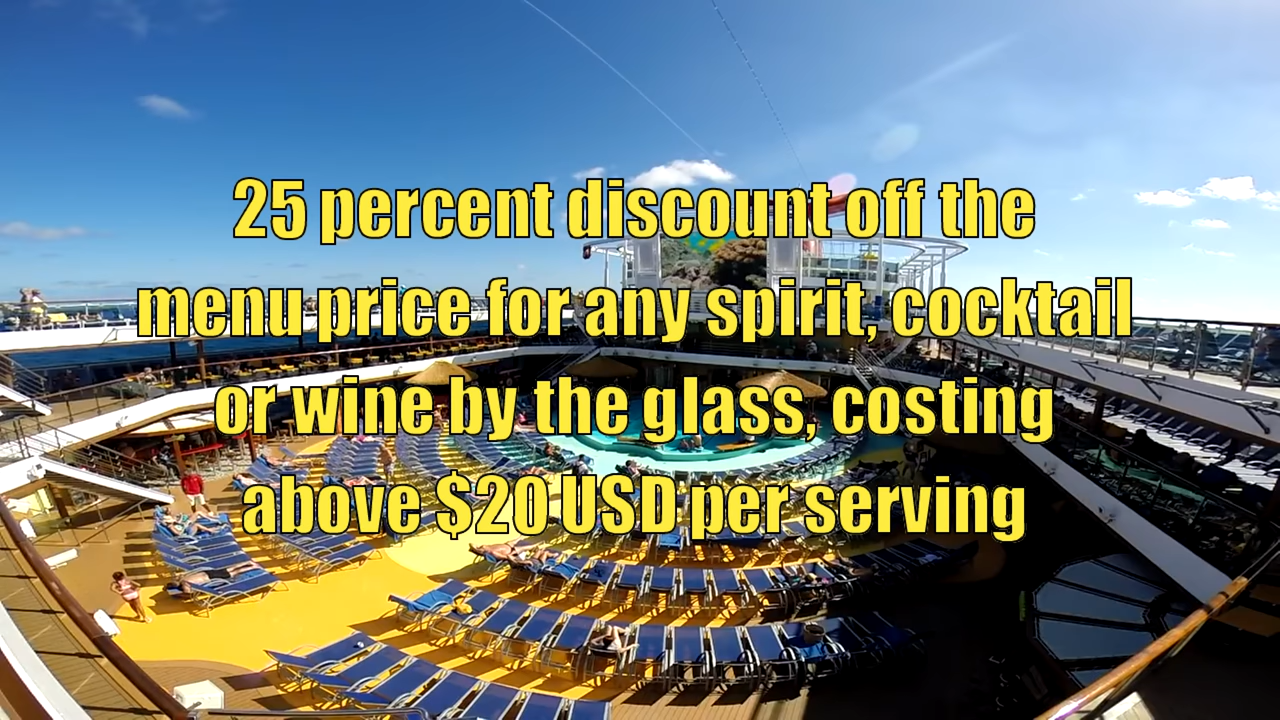 25 percent discount off the
menu price for any spirit, cocktail
or wine by the glass, costing
above $20 USD per serving